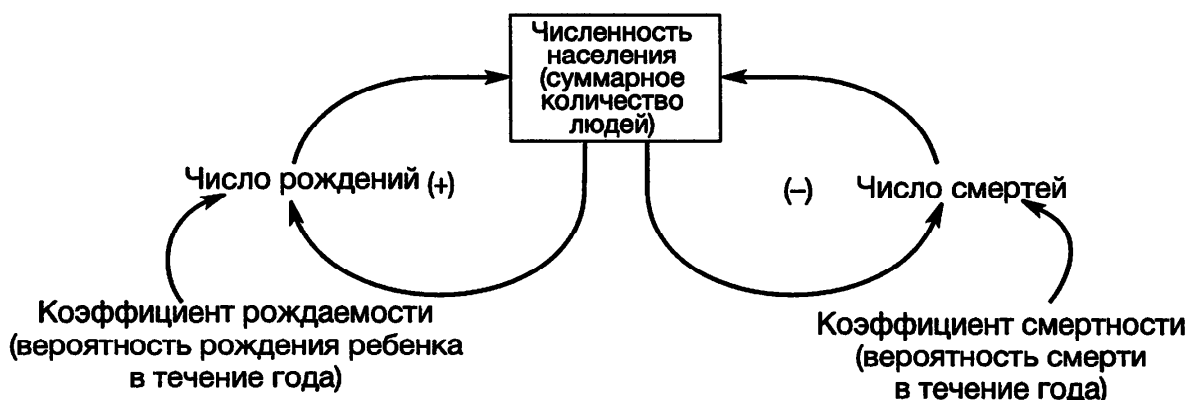 Численность
населения
(суммарное
количество
людей)
Число рождений (+)
(–) Число смертей
Коэффициент рождаемости
(вероятность рождения ребенка
в течение года)
Коэффициент смертности
(вероятность смерти
в течение года)